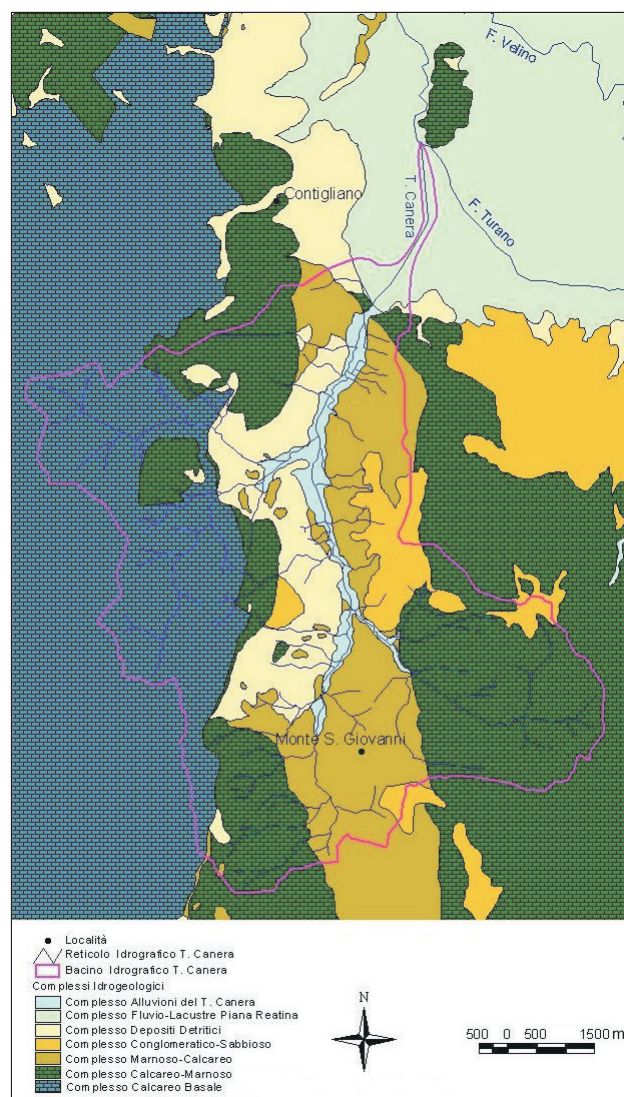 F. Velino
Contigliano
T. Canera
F. Turano
Monte S. Giovanni
Località
Reticolo Idrografico T. Canera
Bacino Idrografico T. Canera
Complessi Idrogeologici
Complesso Alluvioni del T. Canera
Complesso Fluvio-Lacustre Piana Reatina
Complesso Depositi Detritici
Complesso Conglomeratico-Sabbioso
Complesso Marnoso-Calcareo
Complesso Calcareo-Marnoso
Complesso Calcareo Basale
N
500 0 500 1500 m